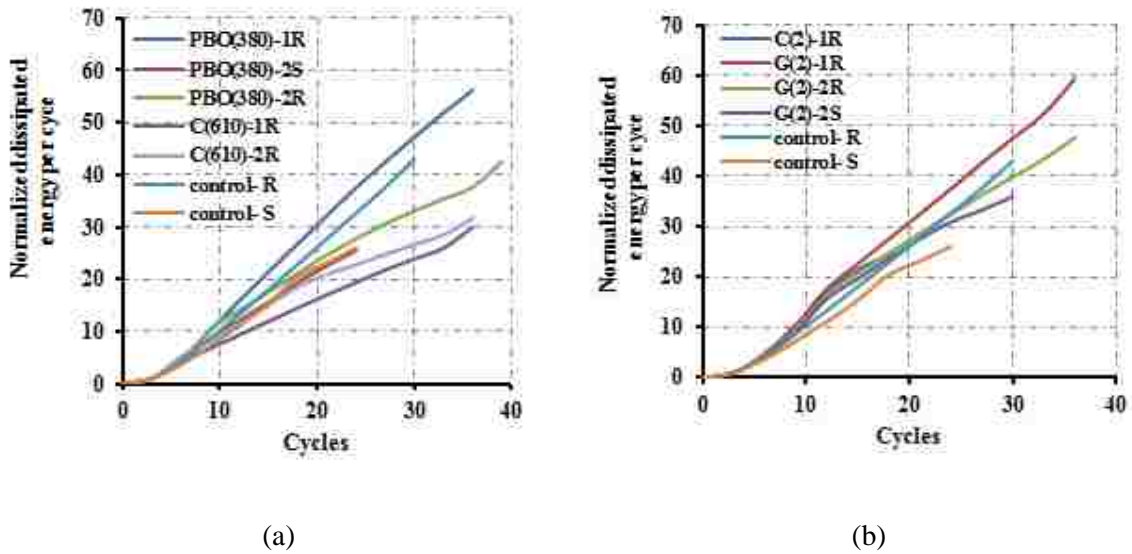 Normalized dissipated
energy per cyce
70
60
50
40
30
20
10
0
PBO(380)-1R
PBO(380)-2S
PBO(380)-2R
C(610)-1R
C(610)-2R
control- R
control- S
0 10 20 30 40
Cycles
(a)
Normalized dissipated
energy per cyce
70
60
50
40
30
20
10
0
C(2)-1R
G(2)-1R
G(2)-2R
G(2)-2S
control- R
control- S
0 10 20 30 40
Cycles
(b)